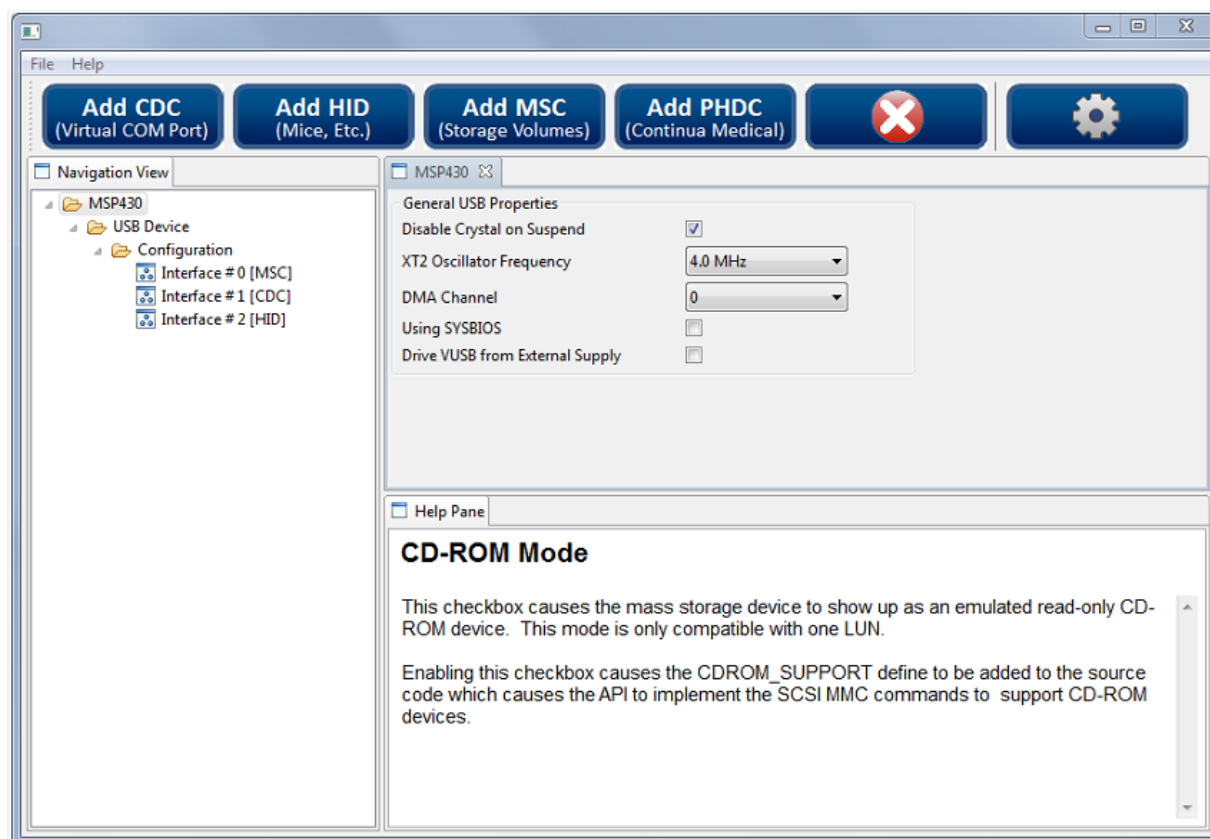 File Help
Add CDC
(Virtual COM Port)
Add HID
(Mice, Etc.)
Add MSC
(Storage Volumes)
Add PHDC
(Continua Medical)
Navigation View
MSP430
USB Device
Configuration
Interface # 0 [MSC]
Interface # 1 [CDC]
Interface # 2 [HID]
MSP430
General USB Properties
Disable Crystal on Suspend
XT2 Oscillator Frequency 4.0 MHz
DMA Channel 0
Using SYSBIOS
Drive VUSB from External Supply
Help Pane
CD-ROM Mode
This checkbox causes the mass storage device to show up as an emulated read-only CD-
ROM device. This mode is only compatible with one LUN.
Enabling this checkbox causes the CDROM_SUPPORT define to be added to the source
code which causes the API to implement the SCSI MMC commands to support CD-ROM
devices.